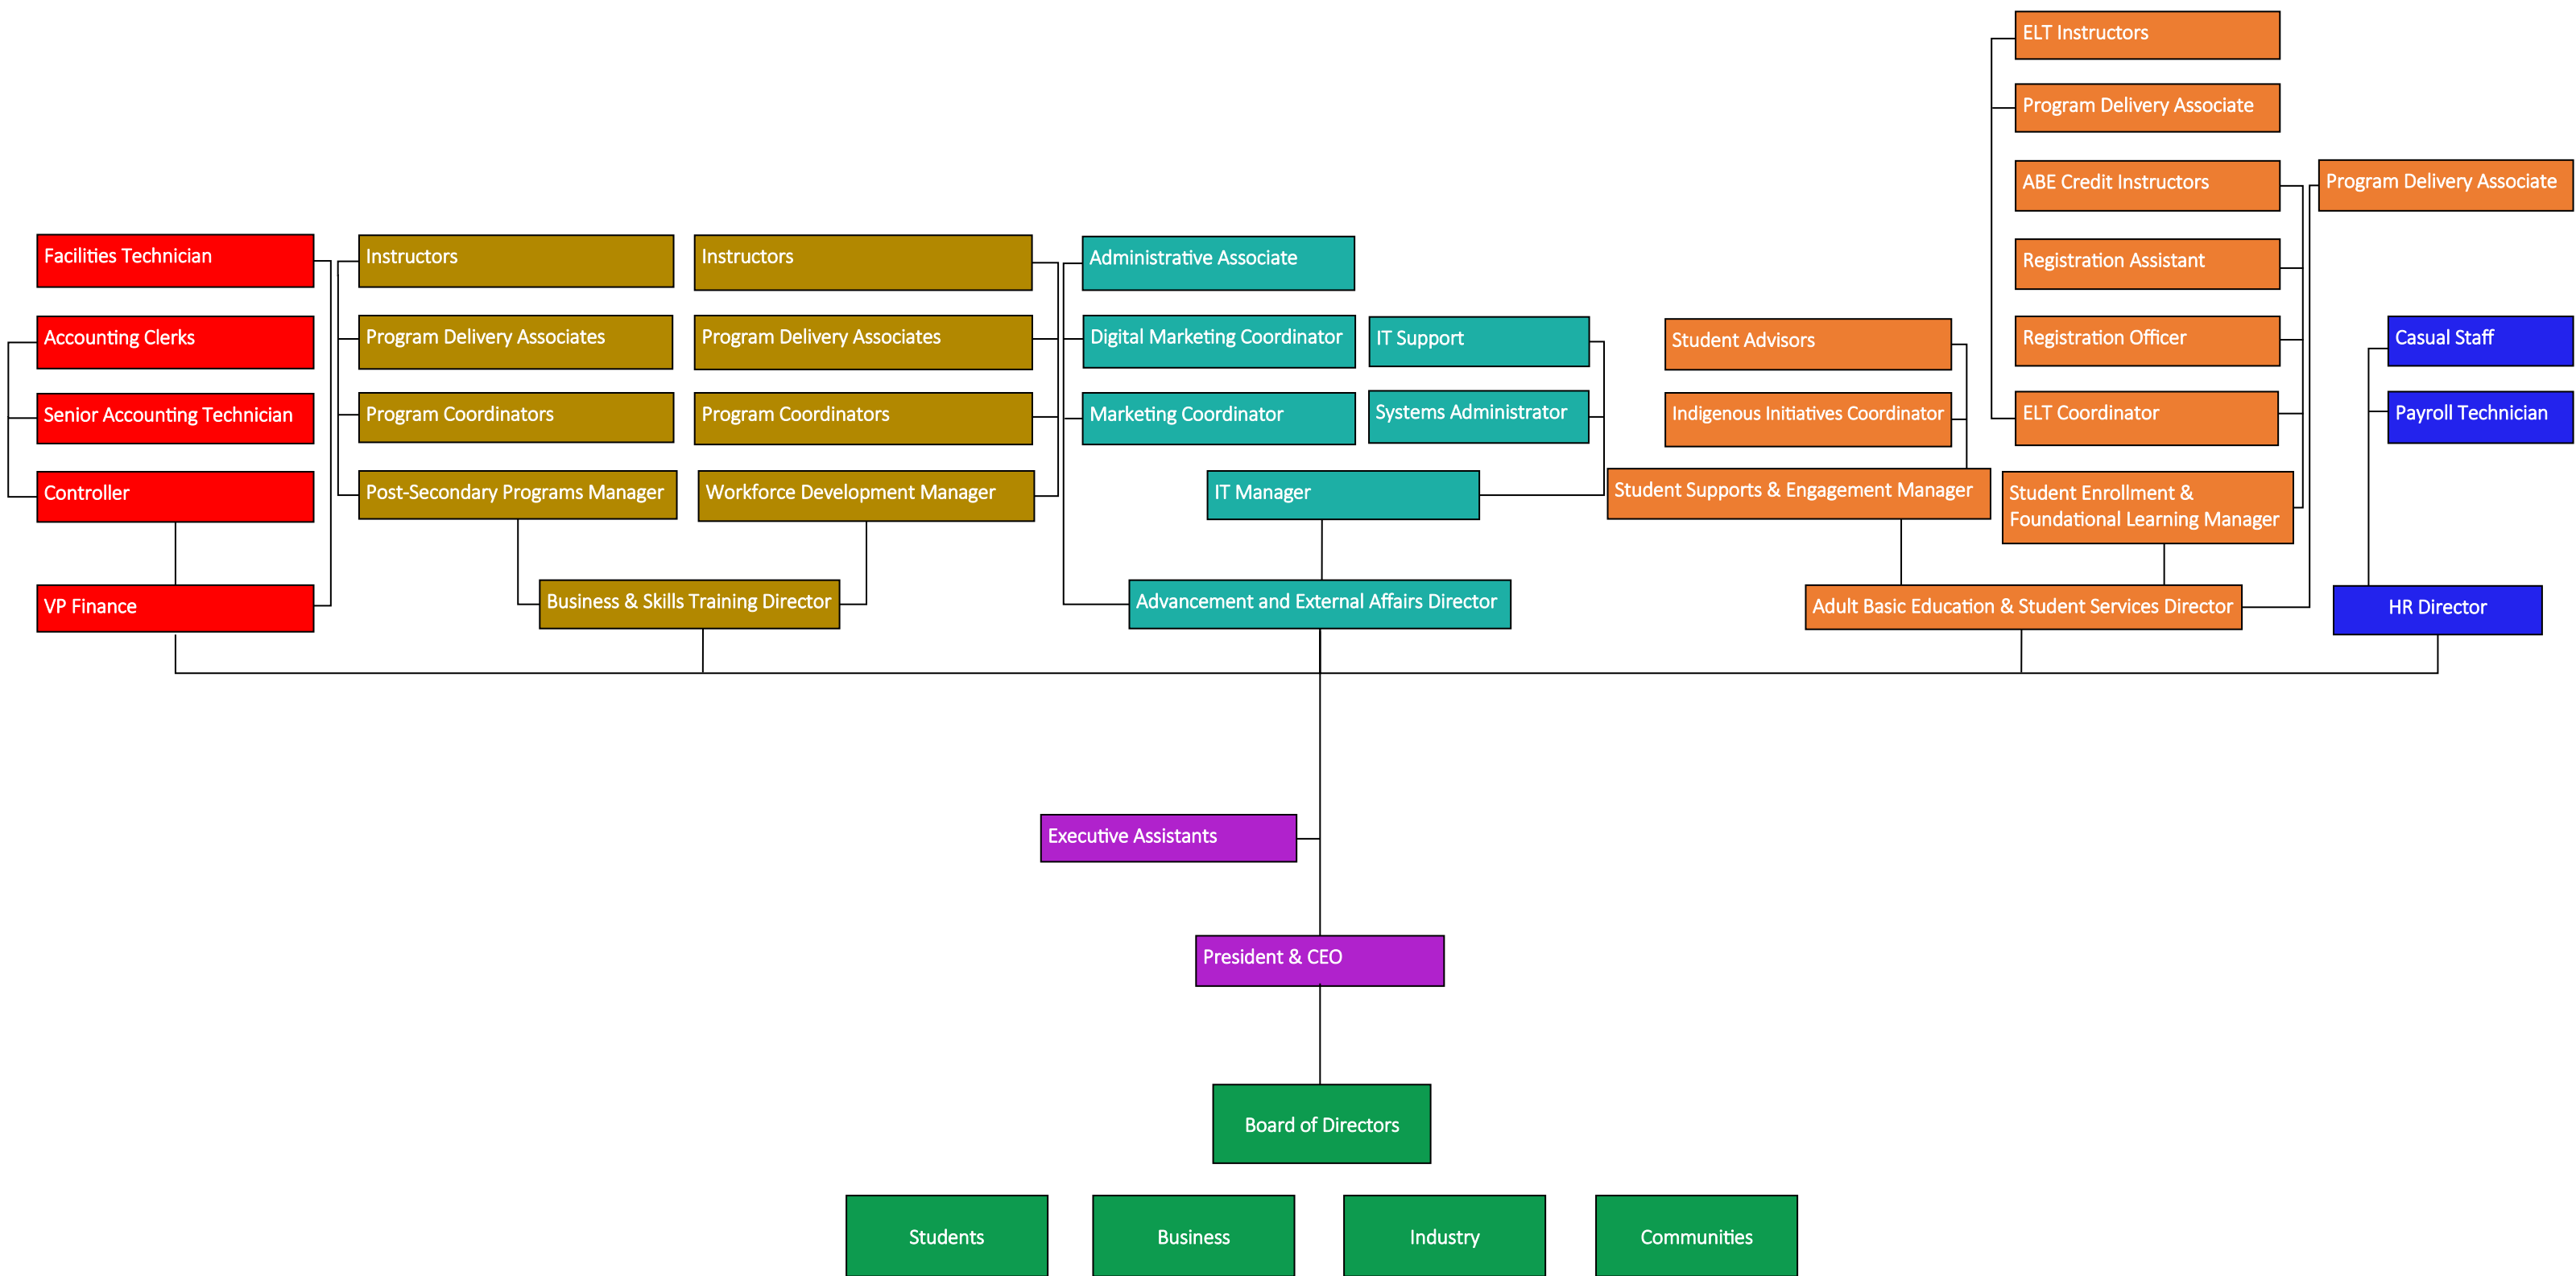 ELT Instructors
Program Delivery Associate
ABE Credit Instructors
Program Delivery Associate
Facilities Technician
Instructors
Instructors
Administrative Associate
Registration Assistant
Accounting Clerks
Program Delivery Associates
Program Delivery Associates
Digital Marketing Coordinator
IT Support
Student Advisors
Registration Officer
Casual Staff
Senior Accounting Technician
Program Coordinators
Program Coordinators
Marketing Coordinator
Systems Administrator
Indigenous Initiatives Coordinator
ELT Coordinator
Payroll Technician
Controller
Post-Secondary Programs Manager
Workforce Development Manager
IT Manager
Student Supports & Engagement Manager
Student Enrollment &
Foundational Learning Manager
VP Finance
Business & Skills Training Director
Advancement and External Affairs Director
Adult Basic Education & Student Services Director
HR Director
Executive Assistants
President & CEO
Board of Directors
Students
Business
Industry
Communities